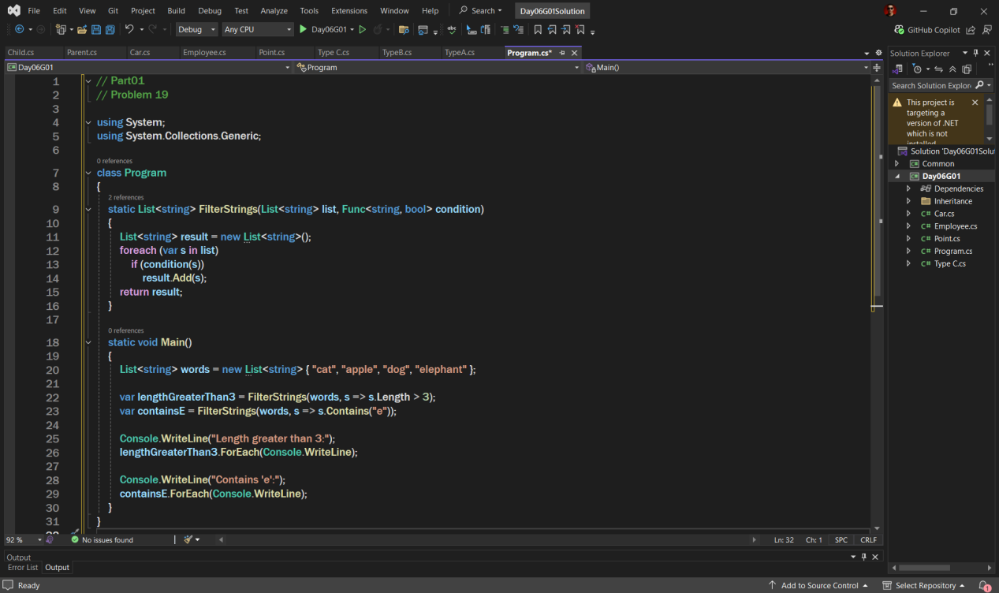 File Edit View Git Project Build Debug Test Analyze Tools Extensions Window Help Search Day06G01Solution
Debug Any CPU Day06G01 GitHub Copilot
Child.cs Parent.cs Car.cs Employee.cs Point.cs Type C.cs TypeB.cs TypeA.cs Program.cs*
Day06G01 Program Main()
1 // Part01
2 // Problem 19
3
4 using System;
5 using System.Collections.Generic;
6
0 references
7 class Program
8 {
2 references
9 static List<string> FilterStrings(List<string> list, Func<string, bool> condition)
10 {
11 List<string> result = new List<string>();
12 foreach (var s in list)
13 if (condition(s))
14 result.Add(s);
15 return result;
16 }
17
0 references
18 static void Main()
19 {
20 List<string> words = new List<string> { "cat", "apple", "dog", "elephant" };
21
22 var lengthGreaterThan3 = FilterStrings(words, s => s.Length > 3);
23 var containsE = FilterStrings(words, s => s.Contains("e"));
24
25 Console.WriteLine("Length greater than 3:");
26 lengthGreaterThan3.ForEach(Console.WriteLine);
27
28 Console.WriteLine("Contains 'e':");
29 containsE.ForEach(Console.WriteLine);
30 }
31 }
92 % No issues found Ln: 32 Ch: 1 SPC CRLF
Output
Error List Output
Ready Add to Source Control Select Repository 1
Solution Explorer
Search Solution Explor
This project is
targeting a
version of .NET
which is not
installed
Solution 'Day06G01Solu
C# Common
C# Day06G01
Dependencies
Inheritance
C# Car.cs
C# Employee.cs
C# Point.cs
C# Program.cs
C# Type C.cs